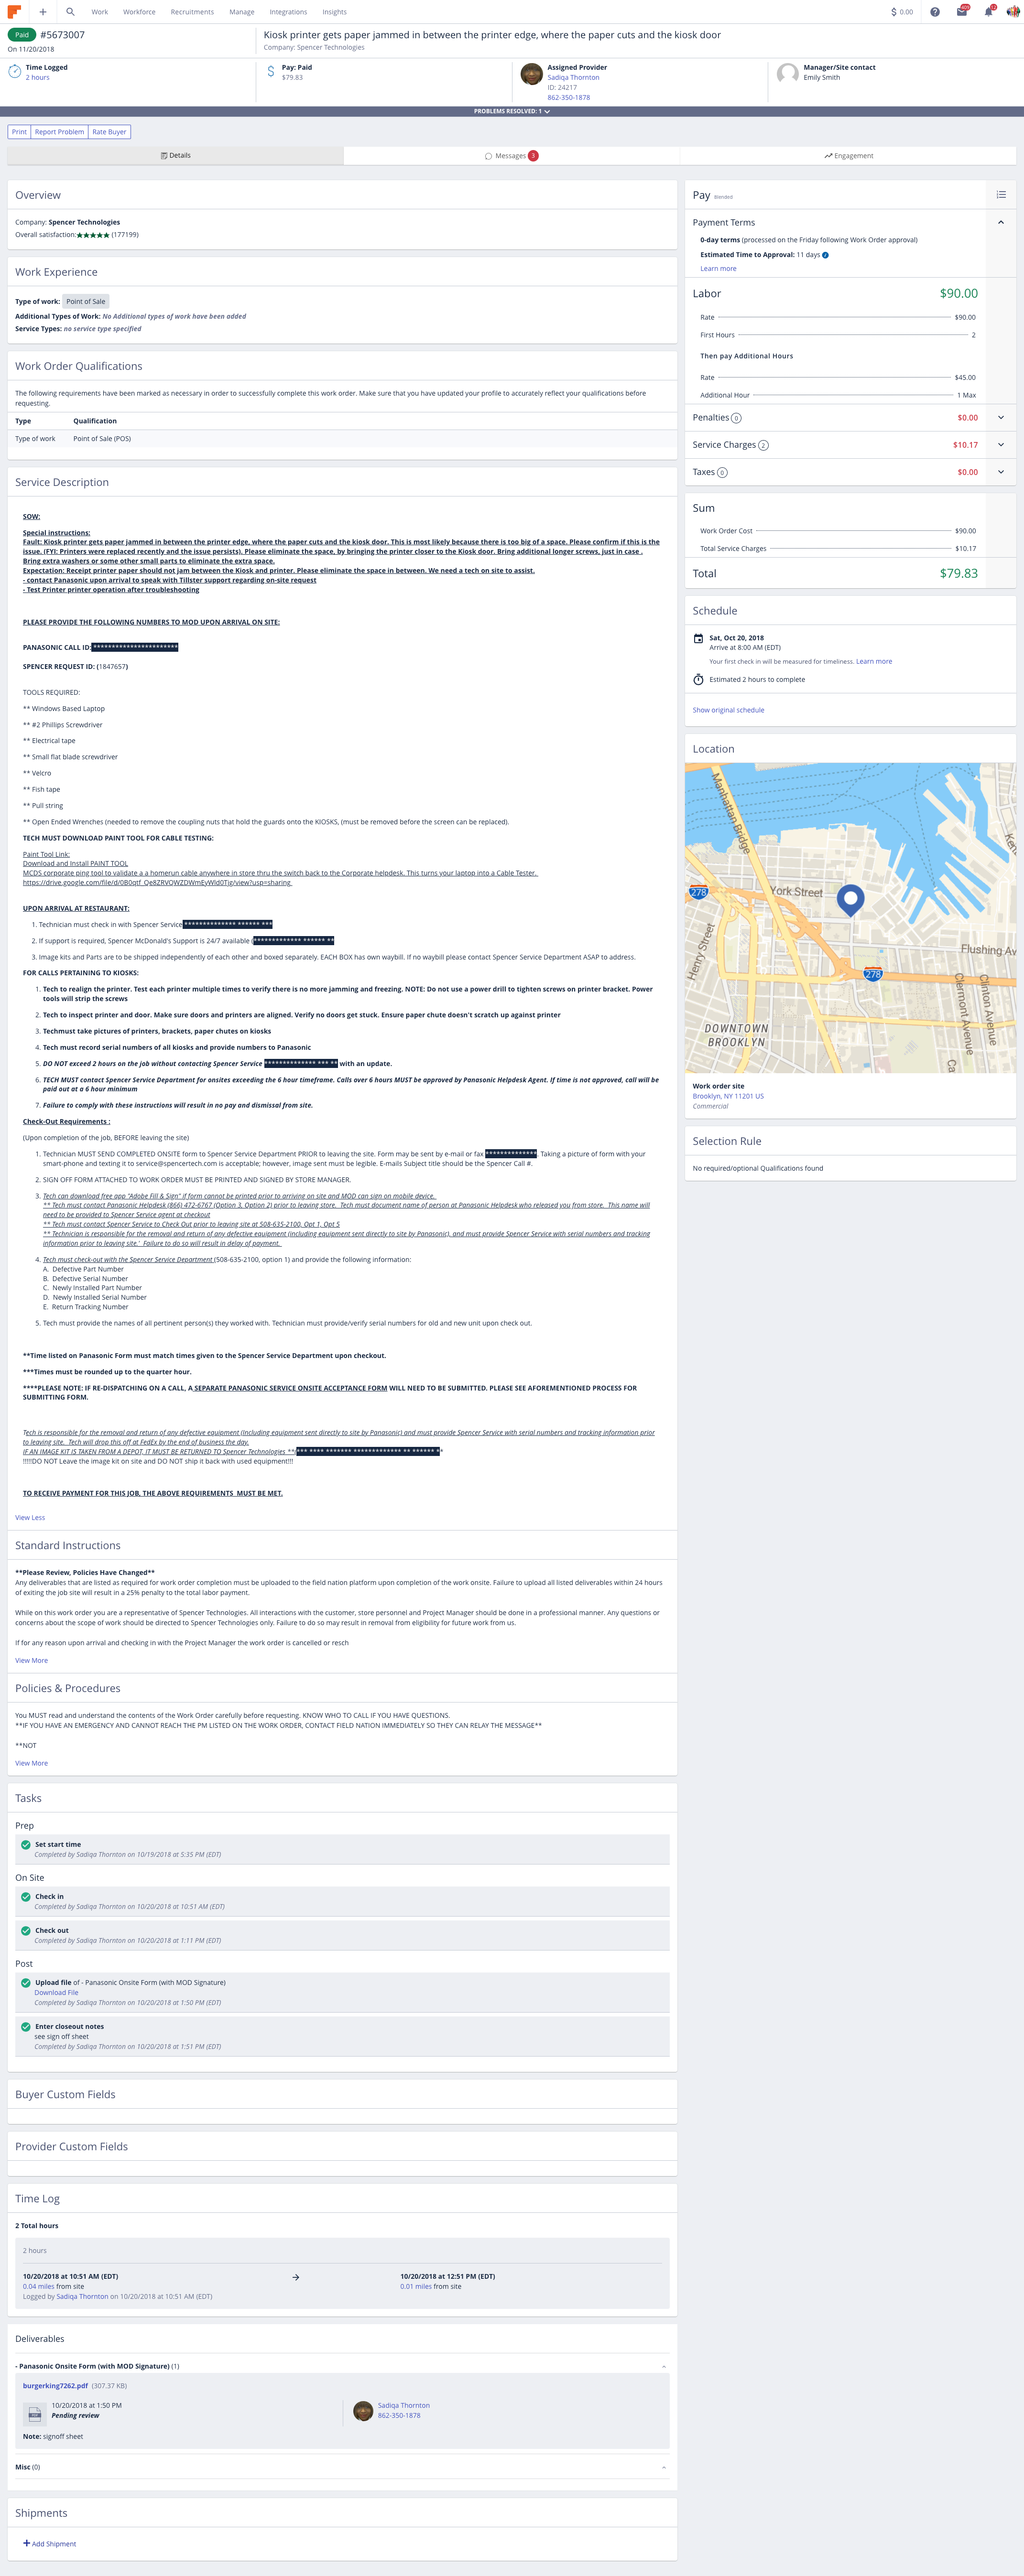 Work Workforce Recruitments Manage Integrations Insights
$ 0.00
Paid #5673007
On 11/20/2018
Kiosk printer gets paper jammed in between the printer edge, where the paper cuts and the kiosk door
Company: Spencer Technologies
Time Logged
2 hours
Pay: Paid
$79.83
Assigned Provider
Sadiqa Thornton
ID: 24217
862-350-1878
Manager/Site contact
Emily Smith
PROBLEMS RESOLVED: 1
Print Report Problem Rate Buyer
Details
Messages 3
Engagement
Overview
Company: Spencer Technologies
Overall satisfaction:★★★★★ (177199)
Work Experience
Type of work: Point of Sale
Additional Types of Work: No Additional types of work have been added
Service Types: no service type specified
Work Order Qualifications
The following requirements have been marked as necessary in order to successfully complete this work order. Make sure that you have updated your profile to accurately reflect your qualifications before
requesting.
Type Qualification
Type of work Point of Sale (POS)
Service Description
SOW:
Special instructions:
Fault: Kiosk printer gets paper jammed in between the printer edge, where the paper cuts and the kiosk door. This is most likely because there is too big of a space. Please confirm if this is the
issue. (FYI: Printers were replaced recently and the issue persists). Please eliminate the space, by bringing the printer closer to the Kiosk door. Bring additional longer screws, just in case .
Bring extra washers or some other small parts to eliminate the extra space.
Expectation: Receipt printer paper should not jam between the Kiosk and printer. Please eliminate the space in between. We need a tech on site to assist.
- contact Panasonic upon arrival to speak with Tillster support regarding on-site request
- Test Printer printer operation after troubleshooting
PLEASE PROVIDE THE FOLLOWING NUMBERS TO MOD UPON ARRIVAL ON SITE:
PANASONIC CALL ID: ************************
SPENCER REQUEST ID: (1847657)
TOOLS REQUIRED:
** Windows Based Laptop
** #2 Phillips Screwdriver
** Electrical tape
** Small flat blade screwdriver
** Velcro
** Fish tape
** Pull string
** Open Ended Wrenches (needed to remove the coupling nuts that hold the guards onto the KIOSKS, (must be removed before the screen can be replaced).
TECH MUST DOWNLOAD PAINT TOOL FOR CABLE TESTING:
Paint Tool Link:
Download and Install PAINT TOOL
MCDS corporate ping tool to validate a a homerun cable anywhere in store thru the switch back to the Corporate helpdesk. This turns your laptop into a Cable Tester.
UPON ARRIVAL AT RESTAURANT:
1. Technician must check in with Spencer Service ************** ****** ***
2. If support is required, Spencer McDonald's Support is 24/7 available ( ************* ****** **
3. Image kits and Parts are to be shipped independently of each other and boxed separately. EACH BOX has own waybill. If no waybill please contact Spencer Service Department ASAP to address.
FOR CALLS PERTAINING TO KIOSKS:
1. Tech to realign the printer. Test each printer multiple times to verify there is no more jamming and freezing. NOTE: Do not use a power drill to tighten screws on printer bracket. Power
tools will strip the screws
2. Tech to inspect printer and door. Make sure doors and printers are aligned. Verify no doors get stuck. Ensure paper chute doesn't scratch up against printer
3. Techmust take pictures of printers, brackets, paper chutes on kiosks
4. Tech must record serial numbers of all kiosks and provide numbers to Panasonic
5. DO NOT exceed 2 hours on the job without contacting Spencer Service ************** *** ** with an update.
6. TECH MUST contact Spencer Service Department for onsites exceeding the 6 hour timeframe. Calls over 6 hours MUST be approved by Panasonic Helpdesk Agent. If time is not approved, call will be
paid out at a 6 hour minimum
7. Failure to comply with these instructions will result in no pay and dismissal from site.
Check-Out Requirements :
(Upon completion of the job, BEFORE leaving the site)
1. Technician MUST SEND COMPLETED ONSITE form to Spencer Service Department PRIOR to leaving the site. Form may be sent by e-mail or fax **************. Taking a picture of form with your
smart-phone and texting it to service@spencertech.com is acceptable; however, image sent must be legible. E-mails Subject title should be the Spencer Call #.
2. SIGN OFF FORM ATTACHED TO WORK ORDER MUST BE PRINTED AND SIGNED BY STORE MANAGER.
3. Tech can download free app "Adobe Fill & Sign" if form cannot be printed prior to arriving on site and MOD can sign on mobile device.
** Tech must contact Panasonic Helpdesk (866) 472-6767 (Option 3, Option 2) prior to leaving store. Tech must document name of person at Panasonic Helpdesk who released you from store. This name will
need to be provided to Spencer Service agent at checkout
** Tech must contact Spencer Service to Check Out prior to leaving site at 508-635-2100, Opt 1, Opt 5
** Technician is responsible for the removal and return of any defective equipment (including equipment sent directly to site by Panasonic), and must provide Spencer Service with serial numbers and tracking
information prior to leaving site.' Failure to do so will result in delay of payment.
4. Tech must check-out with the Spencer Service Department (508-635-2100, option 1) and provide the following information:
A. Defective Part Number
B. Defective Serial Number
C. Newly Installed Part Number
D. Newly Installed Serial Number
E. Return Tracking Number
5. Tech must provide the names of all pertinent person(s) they worked with. Technician must provide/verify serial numbers for old and new unit upon check out.
**Time listed on Panasonic Form must match times given to the Spencer Service Department upon checkout.
***Times must be rounded up to the quarter hour.
****PLEASE NOTE: IF RE-DISPATCHING ON A CALL, A SEPARATE PANASONIC SERVICE ONSITE ACCEPTANCE FORM WILL NEED TO BE SUBMITTED. PLEASE SEE AFOREMENTIONED PROCESS FOR
SUBMITTING FORM.
Tech is responsible for the removal and return of any defective equipment (including equipment sent directly to site by Panasonic) and must provide Spencer Service with serial numbers and tracking information prior
to leaving site. Tech will drop this off at FedEx by the end of business the day.
IF AN IMAGE KIT IS TAKEN FROM A DEPOT, IT MUST BE RETURNED TO Spencer Technologies ** *** **** ******* ************* ** ****** **
!!!!!DO NOT Leave the image kit on site and DO NOT ship it back with used equipment!!!
TO RECEIVE PAYMENT FOR THIS JOB, THE ABOVE REQUIREMENTS MUST BE MET.
View Less
Standard Instructions
**Please Review, Policies Have Changed**
Any deliverables that are listed as required for work order completion must be uploaded to the field nation platform upon completion of the work onsite. Failure to upload all listed deliverables within 24 hours
of exiting the job site will result in a 25% penalty to the total labor payment.
While on this work order you are a representative of Spencer Technologies. All interactions with the customer, store personnel and Project Manager should be done in a professional manner. Any questions or
concerns about the scope of work should be directed to Spencer Technologies only. Failure to do so may result in removal from eligibility for future work from us.
If for any reason upon arrival and checking in with the Project Manager the work order is cancelled or resch
View More
Policies & Procedures
You MUST read and understand the contents of the Work Order carefully before requesting. KNOW WHO TO CALL IF YOU HAVE QUESTIONS.
**IF YOU HAVE AN EMERGENCY AND CANNOT REACH THE PM LISTED ON THE WORK ORDER, CONTACT FIELD NATION IMMEDIATELY SO THEY CAN RELAY THE MESSAGE**
**NOT
View More
Tasks
Prep
Set start time
Completed by Sadiqa Thornton on 10/19/2018 at 5:35 PM (EDT)
On Site
Check in
Completed by Sadiqa Thornton on 10/20/2018 at 10:51 AM (EDT)
Check out
Completed by Sadiqa Thornton on 10/20/2018 at 1:11 PM (EDT)
Post
Upload file of - Panasonic Onsite Form (with MOD Signature)
Download File
Completed by Sadiqa Thornton on 10/20/2018 at 1:50 PM (EDT)
Enter closeout notes
see sign off sheet
Completed by Sadiqa Thornton on 10/20/2018 at 1:51 PM (EDT)
Buyer Custom Fields
Provider Custom Fields
Time Log
2 Total hours
2 hours
10/20/2018 at 10:51 AM (EDT)
0.04 miles from site
Logged by Sadiqa Thornton on 10/20/2018 at 10:51 AM (EDT)
10/20/2018 at 12:51 PM (EDT)
0.01 miles from site
Deliverables
- Panasonic Onsite Form (with MOD Signature) (1)
burgerking7262.pdf (307.37 KB)
10/20/2018 at 1:50 PM
Pending review
Sadiqa Thornton
862-350-1878
Note: signoff sheet
Misc (0)
Shipments
+ Add Shipment
Pay Blended
Payment Terms
0-day terms (processed on the Friday following Work Order approval)
Estimated Time to Approval: 11 days
Learn more
Labor $90.00
Rate $90.00
First Hours 2
Then pay Additional Hours
Rate $45.00
Additional Hour 1 Max
Penalties 0 $0.00
Service Charges 2 $10.17
Taxes 0 $0.00
Sum
Work Order Cost $90.00
Total Service Charges $10.17
Total $79.83
Schedule
Sat, Oct 20, 2018
Arrive at 8:00 AM (EDT)
Your first check in will be measured for timeliness. Learn more
Estimated 2 hours to complete
Show original schedule
Location
Manhattan Bridge
York Street
278
Henry Street
Flushing Av
278
Clermont Avenue
Clinton Avenue
DOWNTOWN
BROOKLYN
Work order site
Brooklyn, NY 11201 US
Commercial
Selection Rule
No required/optional Qualifications found